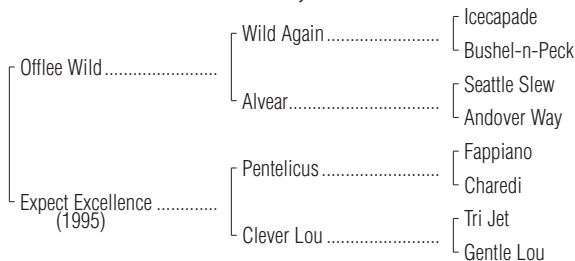 Icecapade
Wild Again
Bushel-n-Peck
Offlee Wild
Seattle Slew
Alvear
Andover Way
Fappiano
Pentelicus
Charedi
Expect Excellence
(1995)
Tri Jet
Clever Lou
Gentle Lou